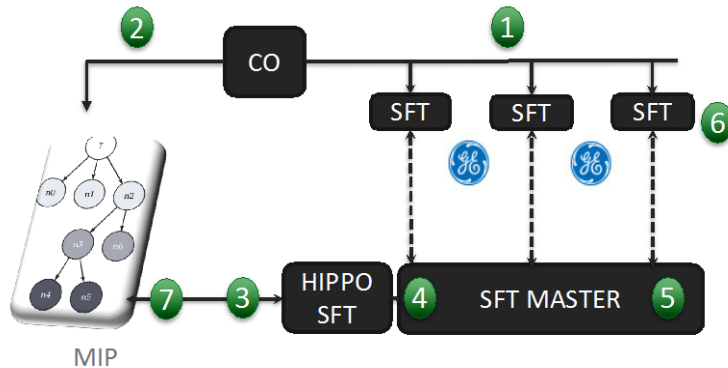 2
1
CO
SFT
SFT
SFT
6
r
n0
n1
n2
n3
n6
n4
n5
7
3
HIPPO
SFT
4
SFT MASTER
5
MIP